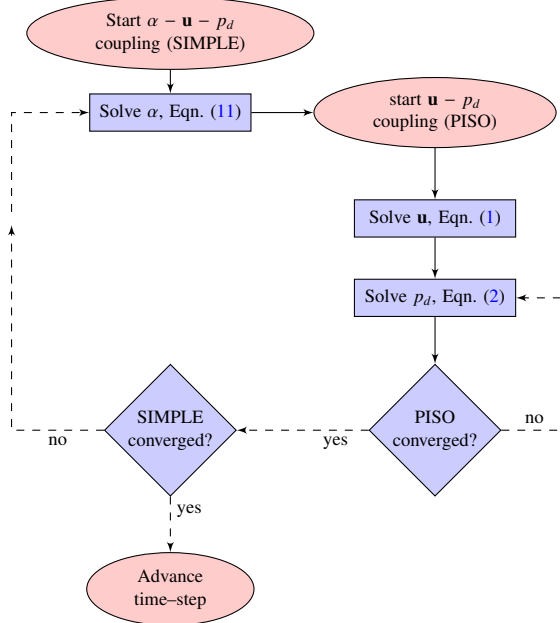 Start α − u − p_d
coupling (SIMPLE)
Solve α, Eqn. (11)
start u − p_d
coupling (PISO)
Solve u, Eqn. (1)
Solve p_d, Eqn. (2)
PISO
converged?
no
yes
SIMPLE
converged?
no
yes
Advance
time–step